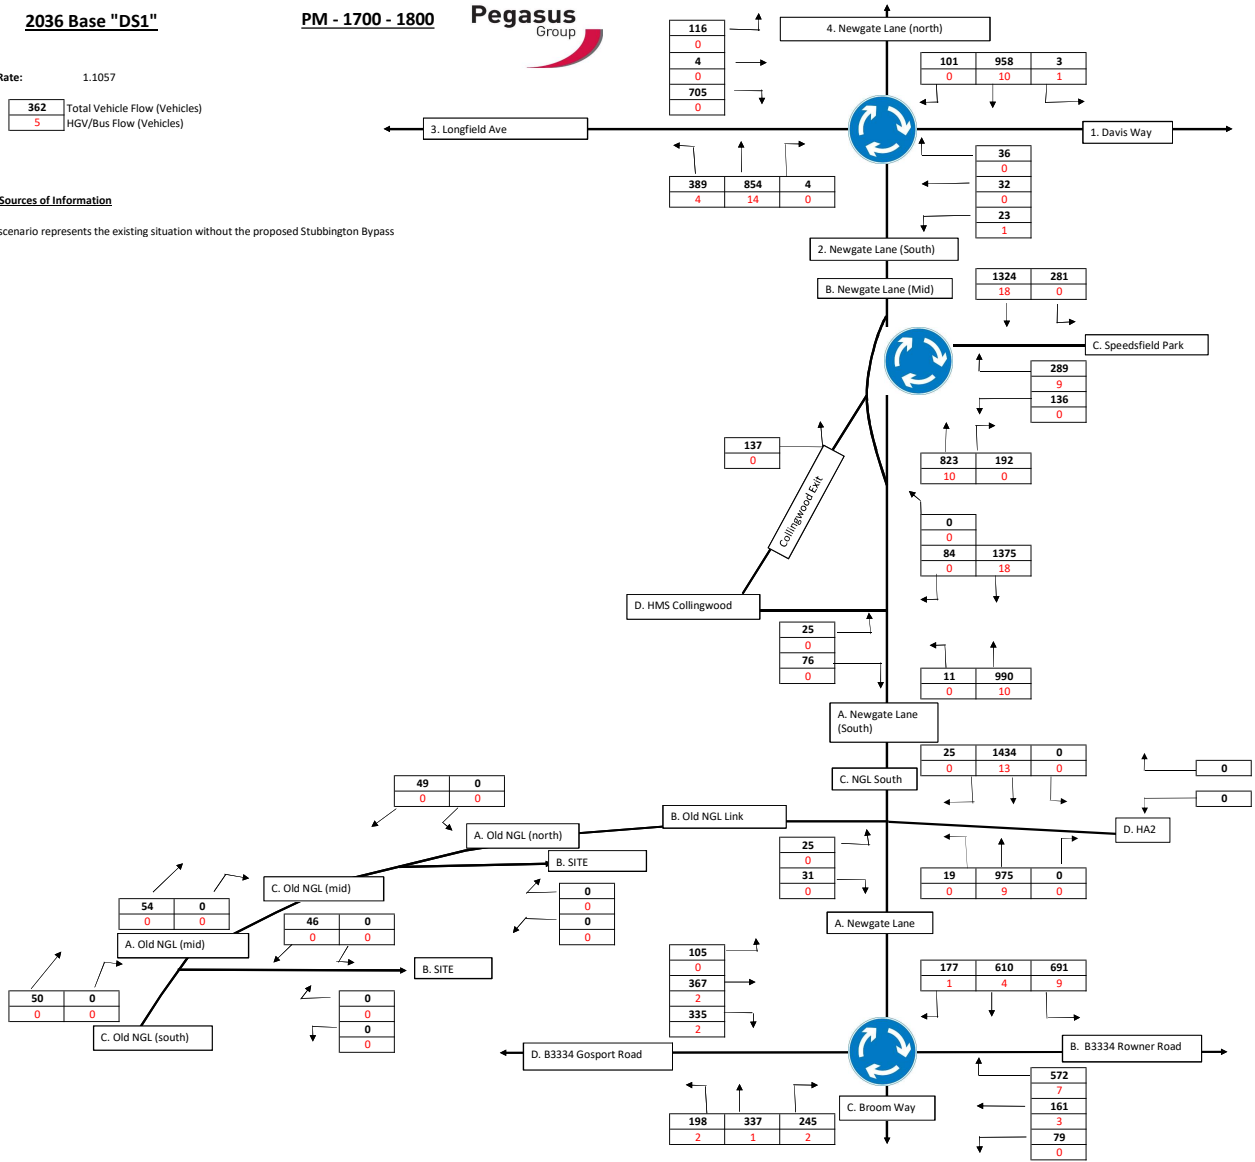 2036 Base "DS1"
PM - 1700 - 1800
Pegasus
Group
Rate: 1.1057
362 Total Vehicle Flow (Vehicles)
5 HGV/Bus Flow (Vehicles)
Sources of Information
scenario represents the existing situation without the proposed Stubbington Bypass
116
0
4
0
705
0
4. Newgate Lane (north)
101 958 3
0 10 1
3. Longfield Ave
1. Davis Way
389 854 4
4 14 0
36
0
32
0
23
1
2. Newgate Lane (South)
B. Newgate Lane (Mid)
1324 281
18 0
C. Speedsfield Park
289
9
136
0
137
0
823 192
10 0
Collingwood Exit
0
0
84 1375
0 18
D. HMS Collingwood
25
0
76
0
11 990
0 10
A. Newgate Lane
(South)
C. NGL South
25 1434 0
0 13 0
0
0
49 0
0 0
B. Old NGL Link
D. HA2
A. Old NGL (north)
B. SITE
25
0
31
0
19 975 0
0 9 0
C. Old NGL (mid)
0
0
0
0
54 0
0 0
46 0
0 0
A. Newgate Lane
A. Old NGL (mid)
B. SITE
105
0
367
2
335
2
177 610 691
1 4 9
50 0
0 0
0
0
0
0
C. Old NGL (south)
D. B3334 Gosport Road
B. B3334 Rowner Road
198 337 245
2 1 2
C. Broom Way
572
7
161
3
79
0